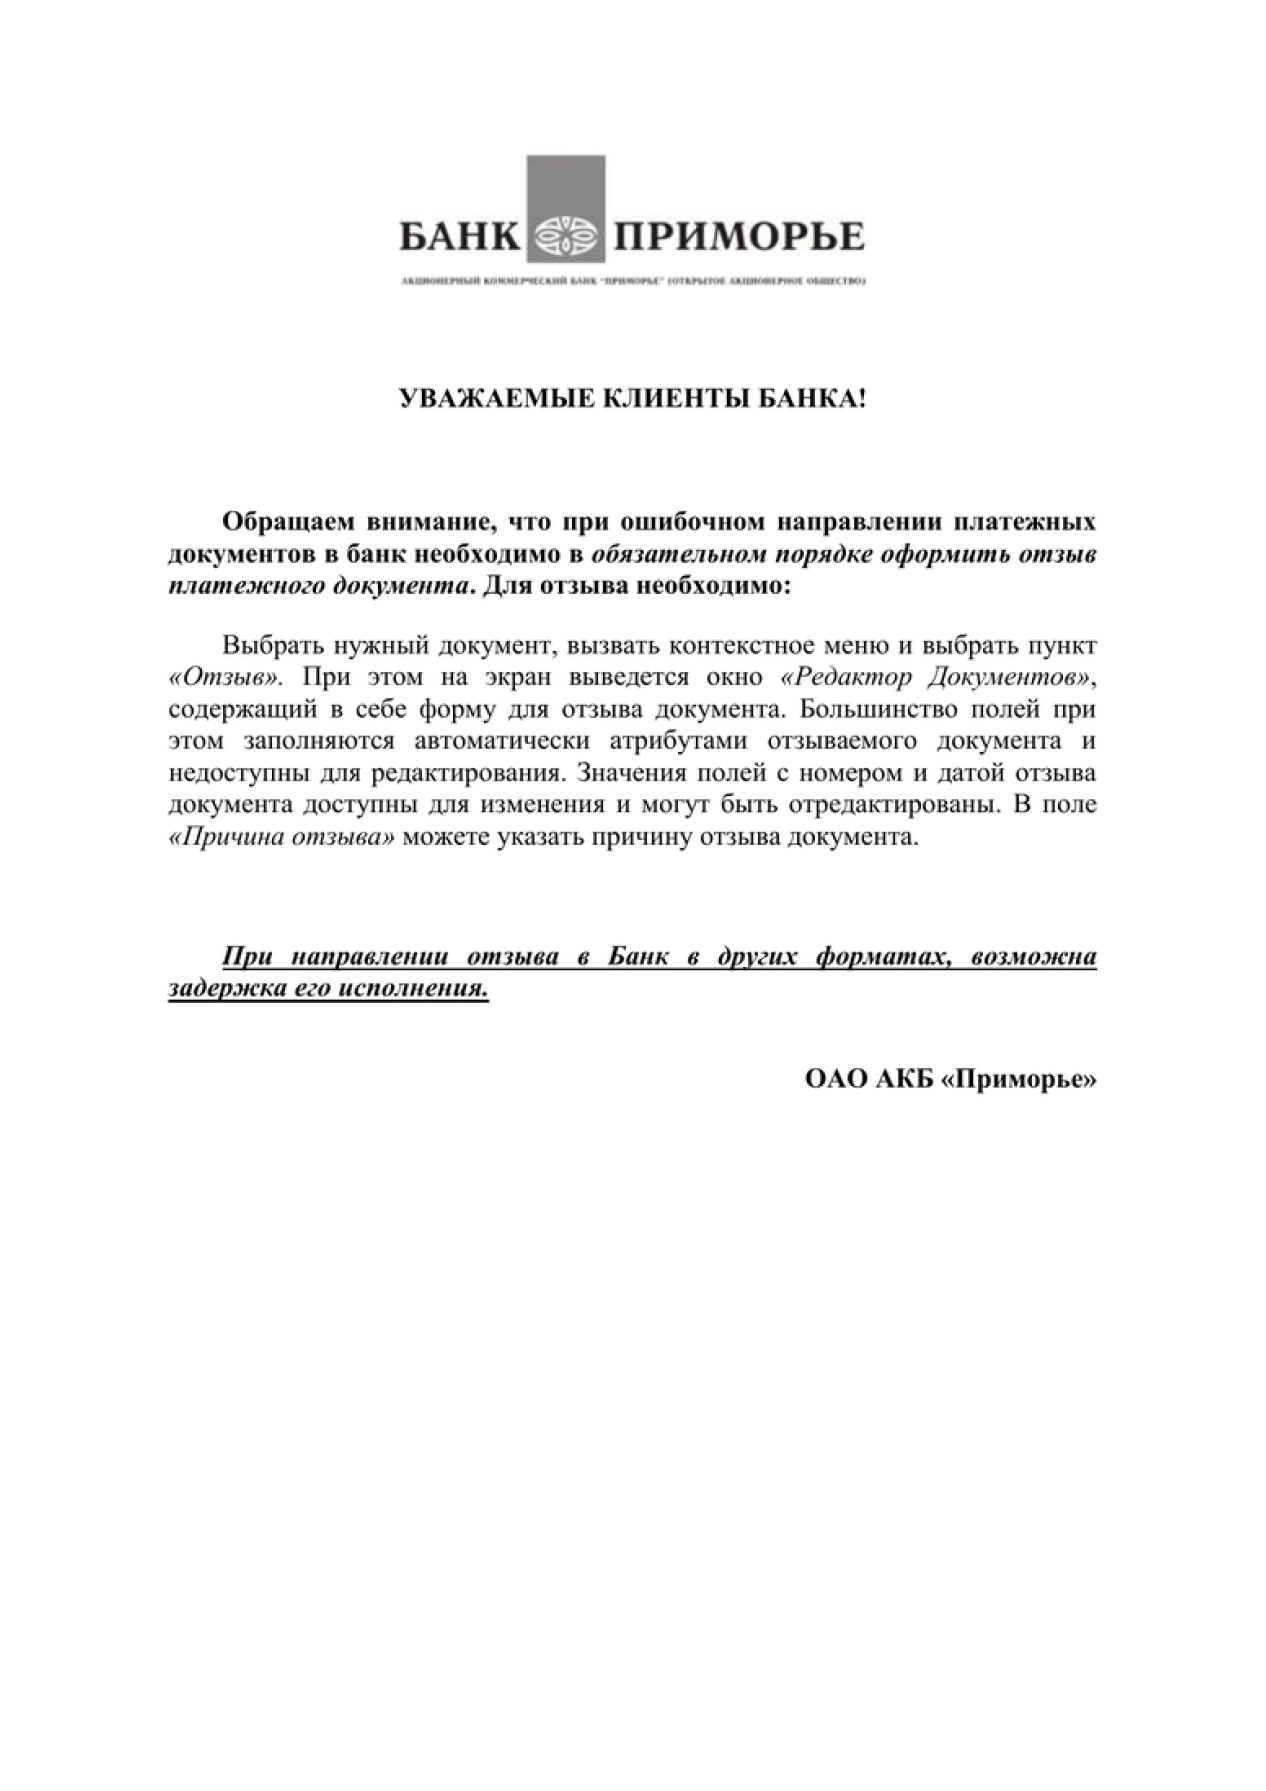 БАНК ПРИМОРЬЕ
АКЦИОНЕРНЫЙ КОММЕРЧЕСКИЙ БАНК "ПРИМОРЬЕ" (ОТКРЫТОЕ АКЦИОНЕРНОЕ ОБЩЕСТВО)
УВАЖАЕМЫЕ КЛИЕНТЫ БАНКА!
Обращаем внимание, что при ошибочном направлении платежных
документов в банк необходимо в обязательном порядке оформить отзыв
платежного документа. Для отзыва необходимо:
Выбрать нужный документ, вызвать контекстное меню и выбрать пункт
«Отзыв». При этом на экран выведется окно «Редактор Документов»,
содержащий в себе форму для отзыва документа. Большинство полей при
этом заполняются автоматически атрибутами отзываемого документа и
недоступны для редактирования. Значения полей с номером и датой отзыва
документа доступны для изменения и могут быть отредактированы. В поле
«Причина отзыва» можете указать причину отзыва документа.
При направлении отзыва в Банк в других форматах, возможна
задержка его исполнения.
ОАО АКБ «Приморье»